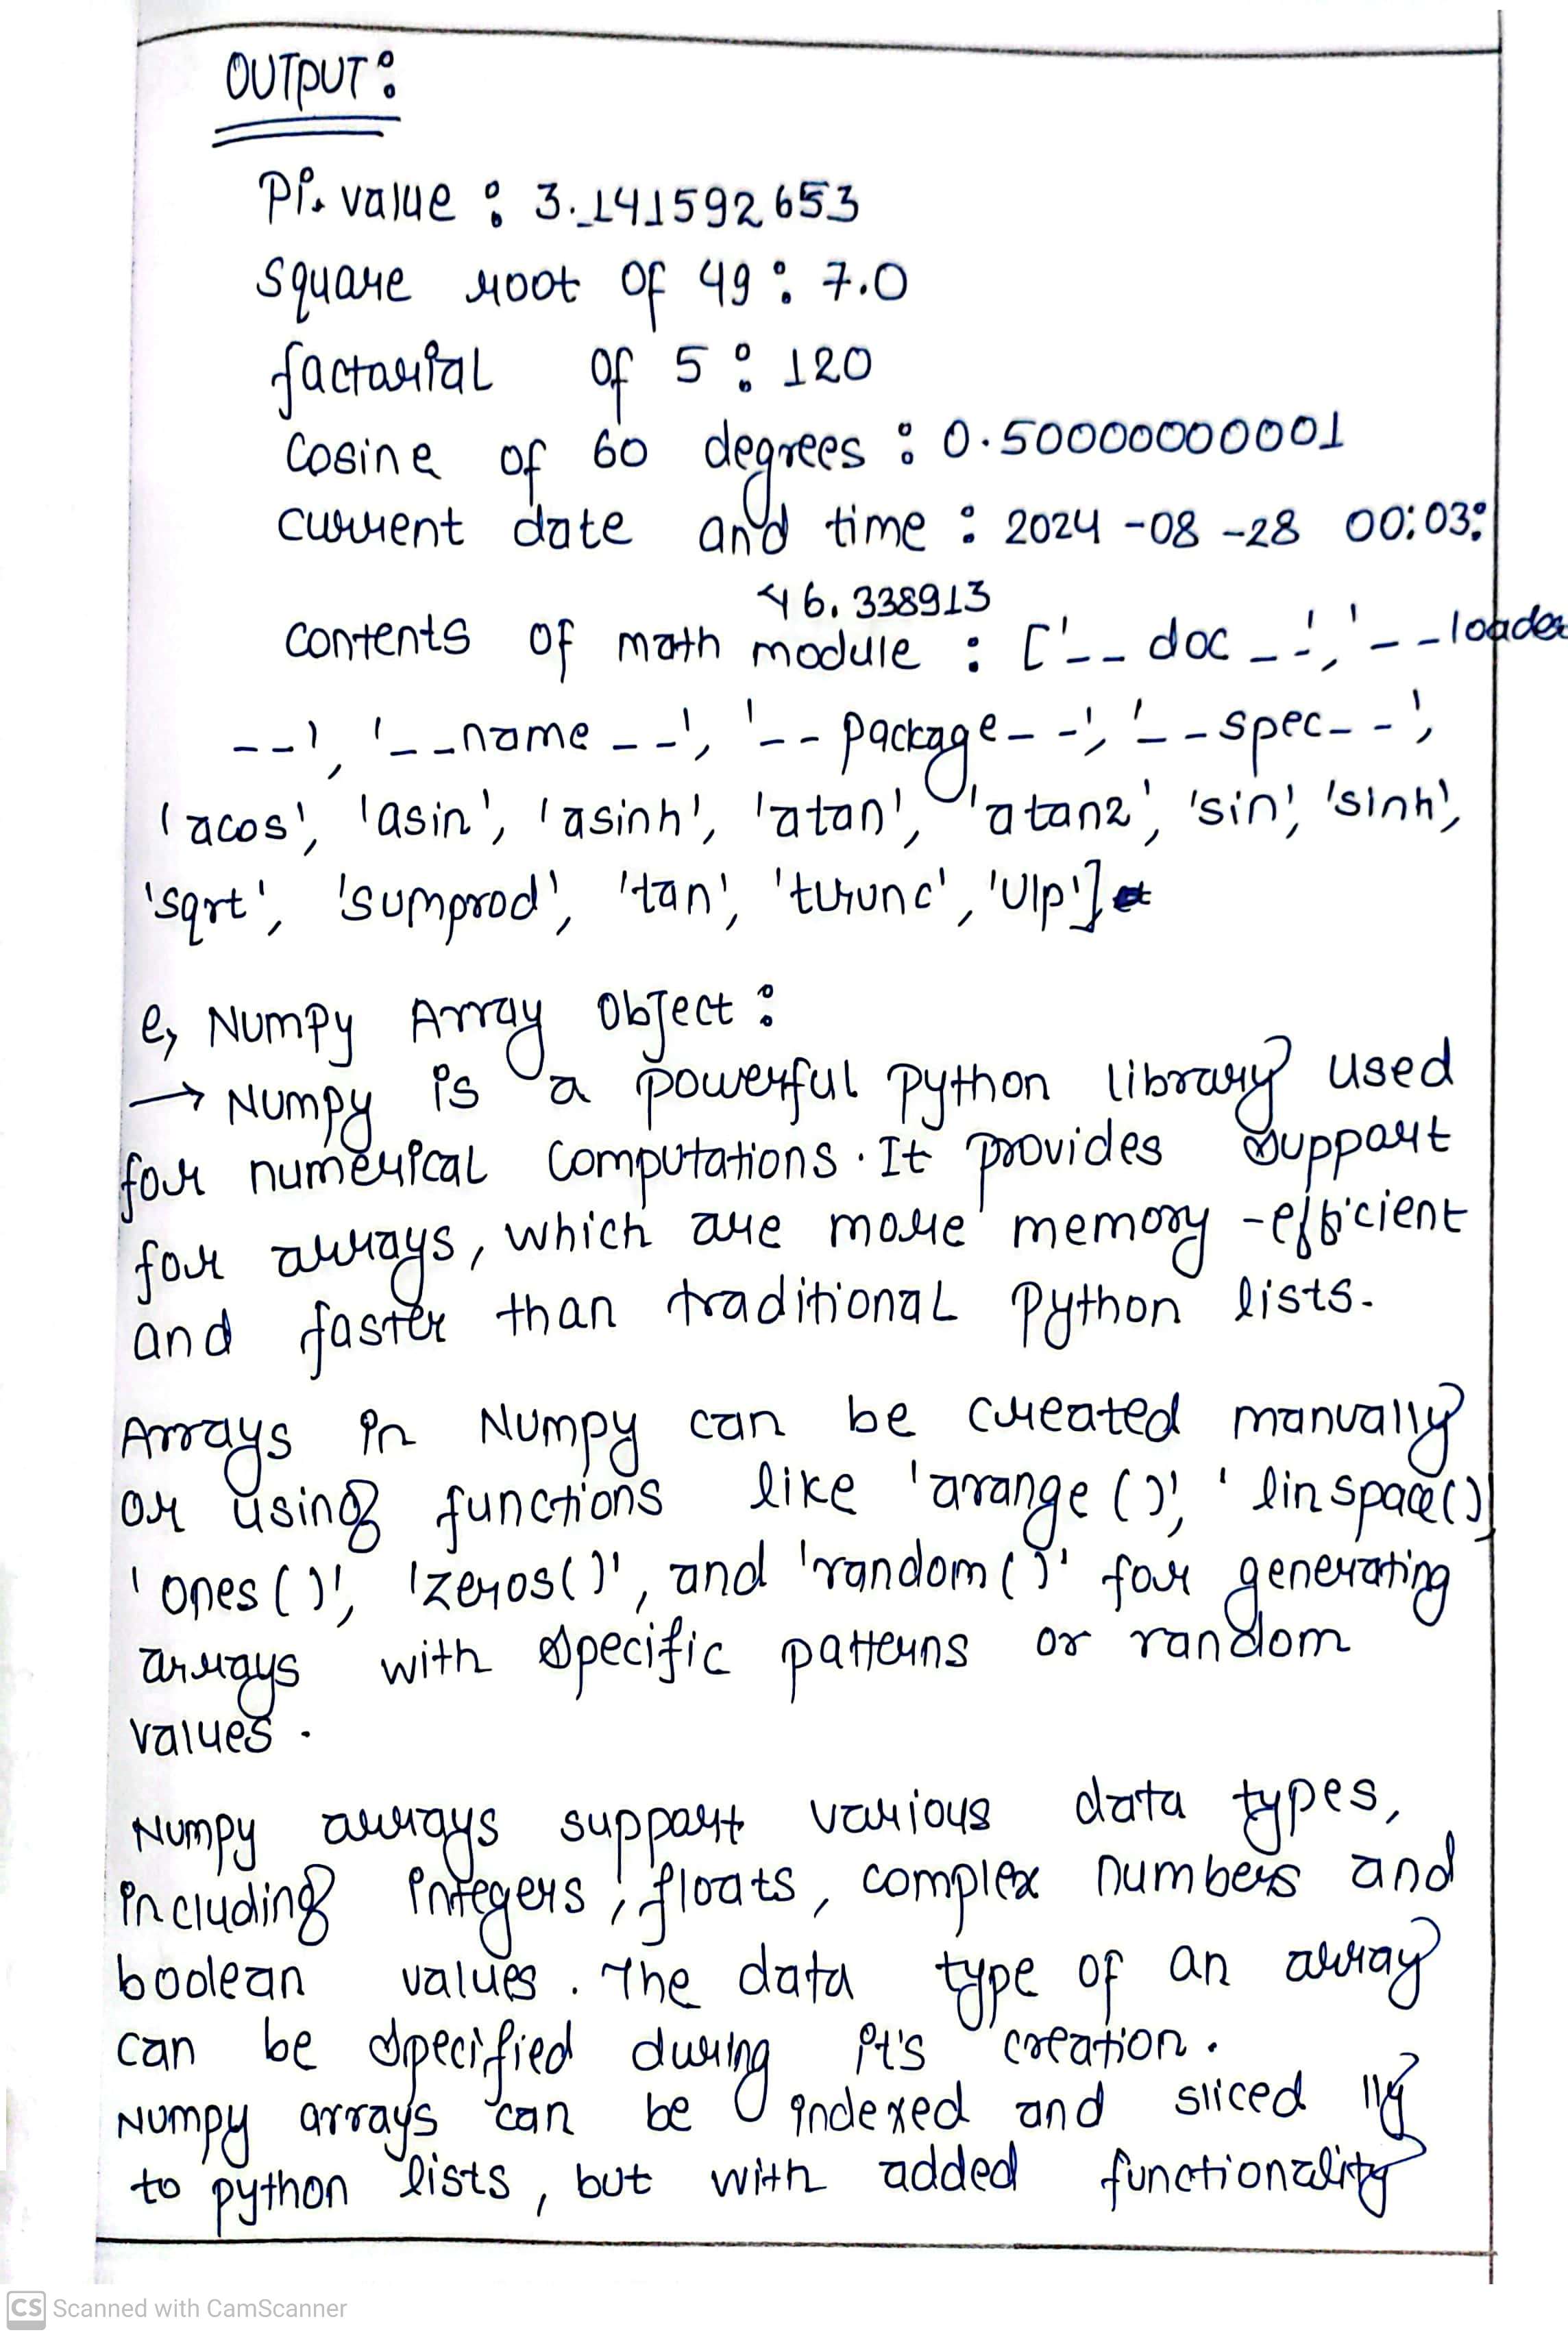 OUTPUT:
Pi. value : 3.141592653
square root of 49 : 7.0
factorial of 5 : 120
Cosine of 60 degrees : 0.50000000001
current date and time : 2024-08-28 00:03:
46.338913
contents of math module : ['__doc__', '__loader
__', '__name__', '__package__', '__spec__',
'acos', 'asin', 'asinh', 'atan', 'atan2', 'sin', 'sinh',
'sqrt', 'sumprod', 'tan', 'trunc', 'ulp']
e, Numpy Array Object :
→ Numpy is a powerful python library used
for numerical computations. It provides support
for arrays, which are more memory-efficient
and faster than traditional python lists.
Arrays in Numpy can be created manually
or using functions like 'arange()', 'linspace()
'ones()', 'zeros()', and 'random()' for generating
arrays with specific patterns or random
values.
Numpy arrays support various data types,
including integers, floats, complex numbers and
boolean values. The data type of an array
can be specified during it's creation.
Numpy arrays can be indexed and sliced lly
to python lists, but with added functionality
CS Scanned with CamScanner